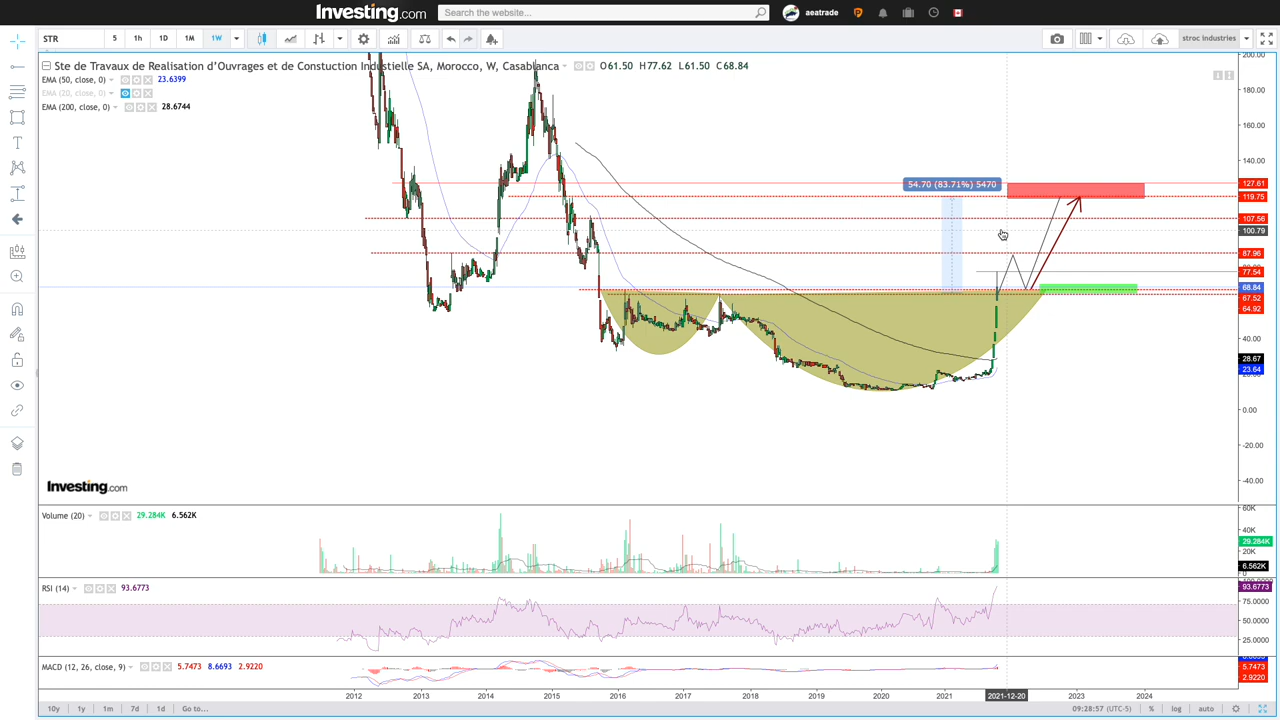 Investing.com
Search the website...
aeatrade
STR
5
1h
1D
1M
1W
stroc industries
Ste de Travaux de Realisation d'Ouvrages et de Constuction Industielle SA, Morocco, W, Casablanca
O61.50 H77.62 L61.50 C68.84
EMA (50, close, 0)
23.6399
EMA (20, close, 0)
EMA (200, close, 0)
28.6744
54.70 (83.71%) 5470
200.00
180.00
160.00
140.00
127.61
119.75
107.56
100.79
87.96
77.54
68.84
67.52
64.92
40.00
28.67
23.64
0.00
-20.00
-40.00
Investing.com
Volume (20)
29.284K 6.562K
60K
40K
29.284K
20K
6.562K
0
RSI (14)
93.6773
93.6773
75.0000
50.0000
25.0000
MACD (12, 26, close, 9)
5.7473 8.6693 2.9220
5.7473
2.9220
2012
2013
2014
2015
2016
2017
2018
2019
2020
2021
2021-12-20
2023
2024
10y
1y
1m
7d
1d
Go to...
09:28:57 (UTC-5)
%
log
auto